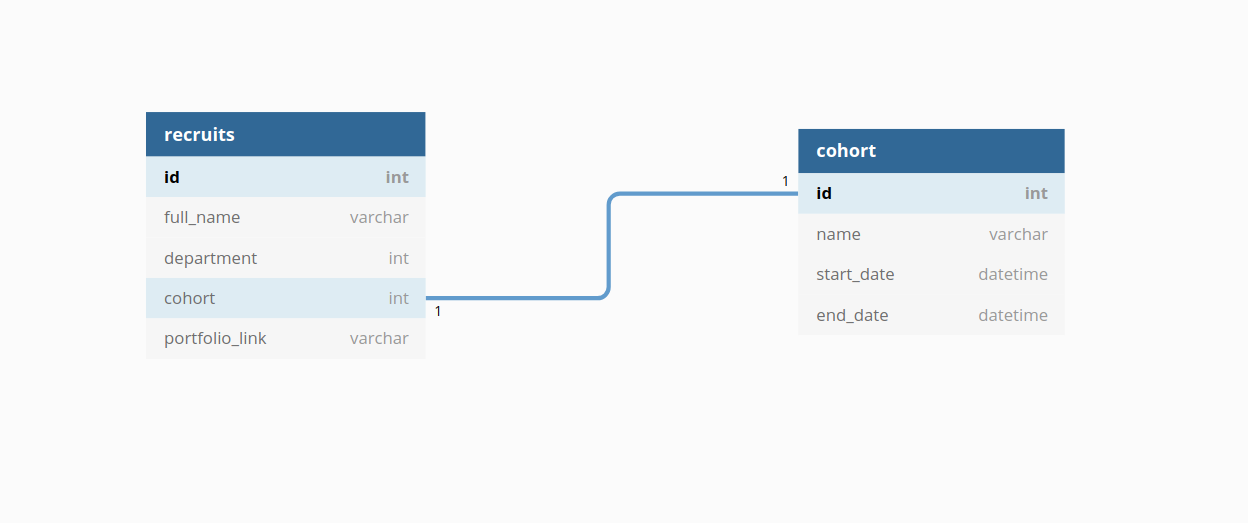 recruits
id int
full_name varchar
department int
cohort int
portfolio_link varchar
1
1
cohort
id int
name varchar
start_date datetime
end_date datetime